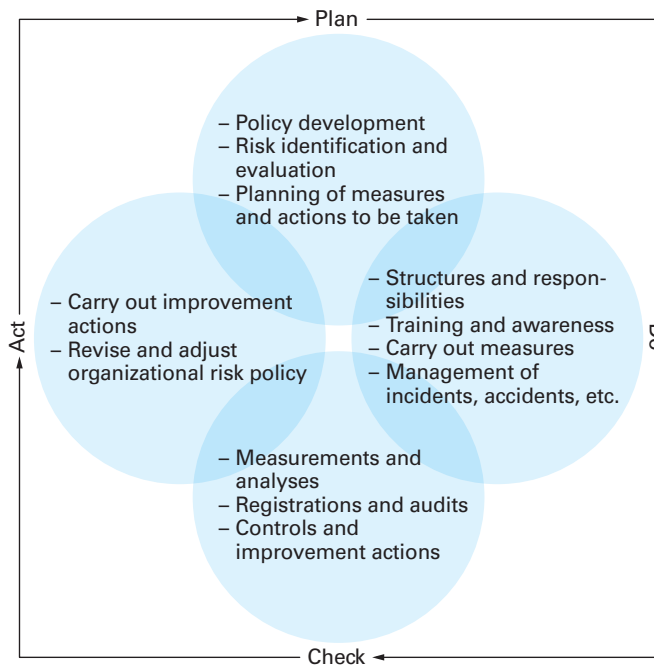 Plan
– Policy development
– Risk identification and
evaluation
– Planning of measures
and actions to be taken
Act
– Carry out improvement
actions
– Revise and adjust
organizational risk policy
– Structures and respon-
sibilities
– Training and awareness
– Carry out measures
– Management of
incidents, accidents, etc.
– Measurements and
analyses
– Registrations and audits
– Controls and
improvement actions
Check